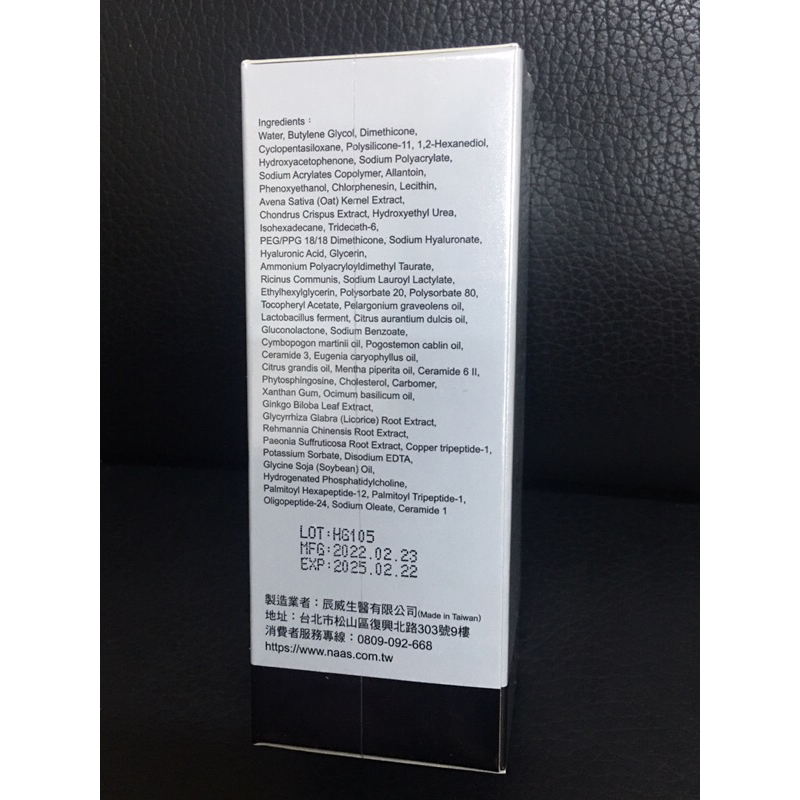 Ingredients：
Water, Butylene Glycol, Dimethicone,
Cyclopentasiloxane, Polysilicone-11, 1,2-Hexanediol,
Hydroxyacetophenone, Sodium Polyacrylate,
Sodium Acrylates Copolymer, Allantoin,
Phenoxyethanol, Chlorphenesin, Lecithin,
Avena Sativa (Oat) Kernel Extract,
Chondrus Crispus Extract, Hydroxyethyl Urea,
Isohexadecane, Trideceth-6,
PEG/PPG 18/18 Dimethicone, Sodium Hyaluronate,
Hyaluronic Acid, Glycerin,
Ammonium Polyacryloyldimethyl Taurate,
Ricinus Communis, Sodium Lauroyl Lactylate,
Ethylhexylglycerin, Polysorbate 20, Polysorbate 80,
Tocopheryl Acetate, Pelargonium graveolens oil,
Lactobacillus ferment, Citrus aurantium dulcis oil,
Gluconolactone, Sodium Benzoate,
Cymbopogon martinii oil, Pogostemon cablin oil,
Ceramide 3, Eugenia caryophyllus oil,
Citrus grandis oil, Mentha piperita oil, Ceramide 6 II,
Phytosphingosine, Cholesterol, Carbomer,
Xanthan Gum, Ocimum basilicum oil,
Ginkgo Biloba Leaf Extract,
Glycyrrhiza Glabra (Licorice) Root Extract,
Rehmannia Chinensis Root Extract,
Paeonia Suffruticosa Root Extract, Copper tripeptide-1,
Potassium Sorbate, Disodium EDTA,
Glycine Soja (Soybean) Oil,
Hydrogenated Phosphatidylcholine,
Palmitoyl Hexapeptide-12, Palmitoyl Tripeptide-1,
Oligopeptide-24, Sodium Oleate, Ceramide 1
LOT:HG105
MFG:2022.02.23
EXP:2025.02.22
製造業者：辰威生醫有限公司(Made in Taiwan)
地址：台北市松山區復興北路303號9樓
消費者服務專線：0809-092-668
https://www.naas.com.tw